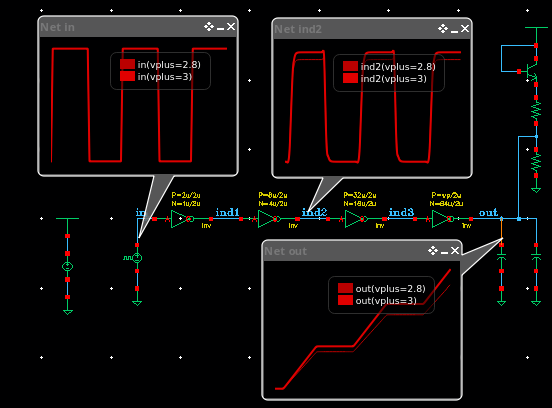 Net in
in(vplus=2.8)
in(vplus=3)
Net ind2
ind2(vplus=2.8)
ind2(vplus=3)
P=2u/2u
N=1u/2u
P=8u/2u
N=4u/2u
P=32u/2u
N=16u/2u
P=vp/2u
N=64u/2u
in
ind1
ind2
ind3
out
inv
inv
inv
Net out
out(vplus=2.8)
out(vplus=3)